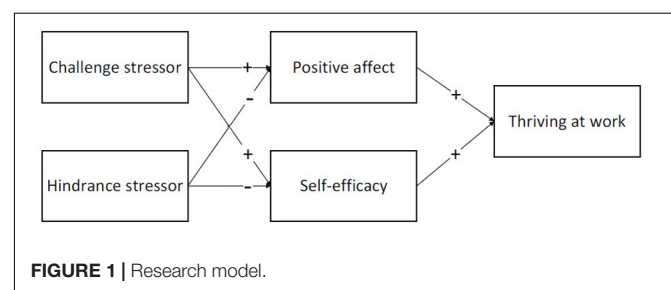 Challenge stressor
Positive affect
Thriving at work
Hindrance stressor
Self-efficacy
+
-
+
-
+
+
FIGURE 1 | Research model.